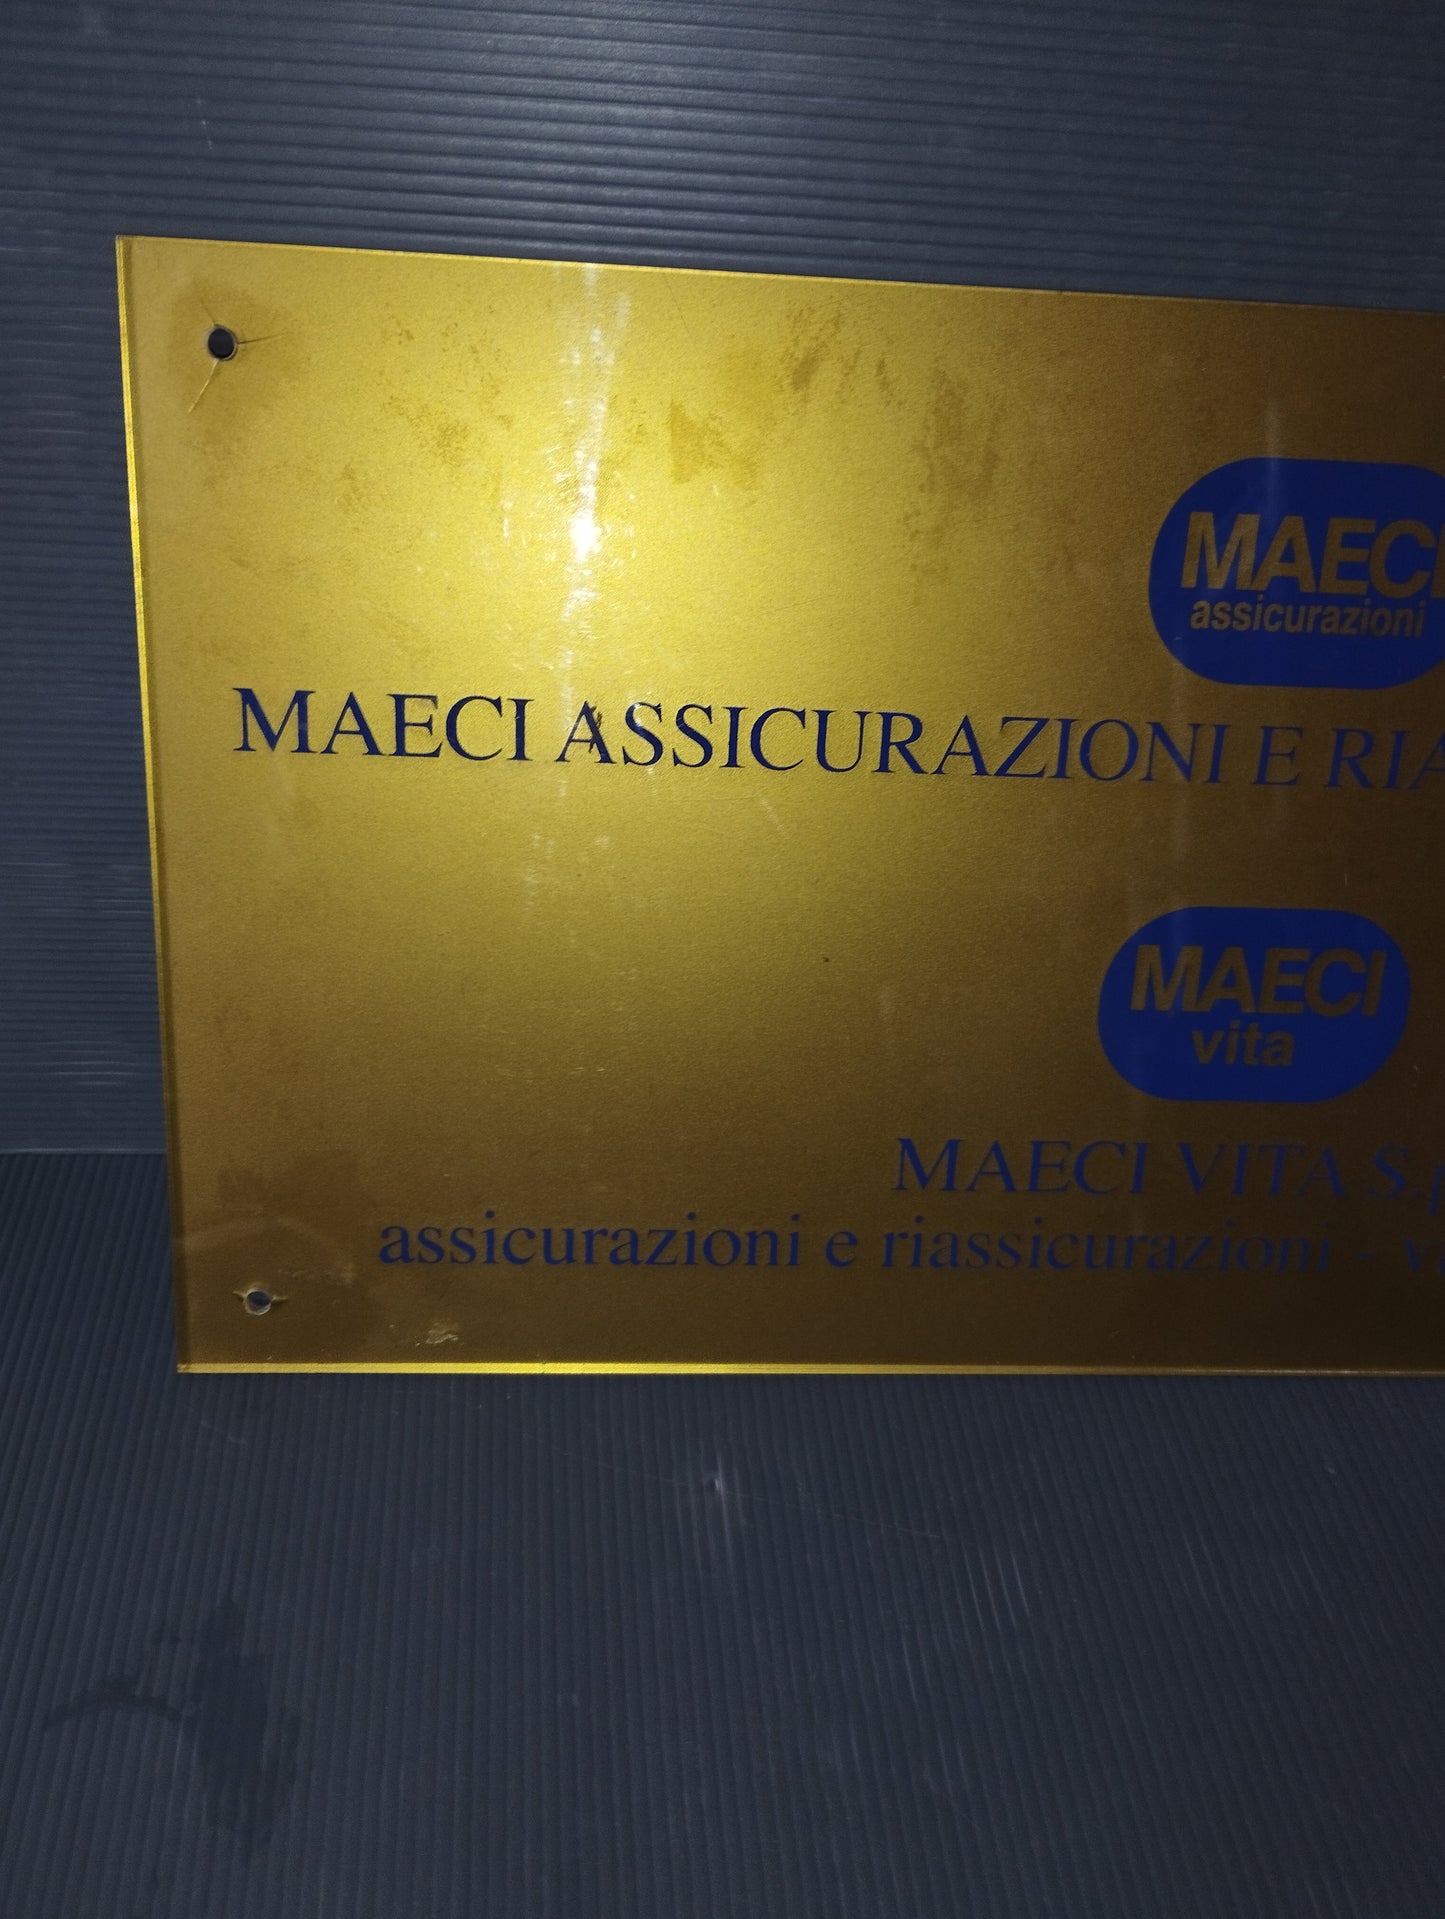 MAECI
assicurazioni
MAECI ASSICURAZIONI E RIA
MAECI
vita
MAECI VITA S.p
assicurazioni e riassicurazioni - v